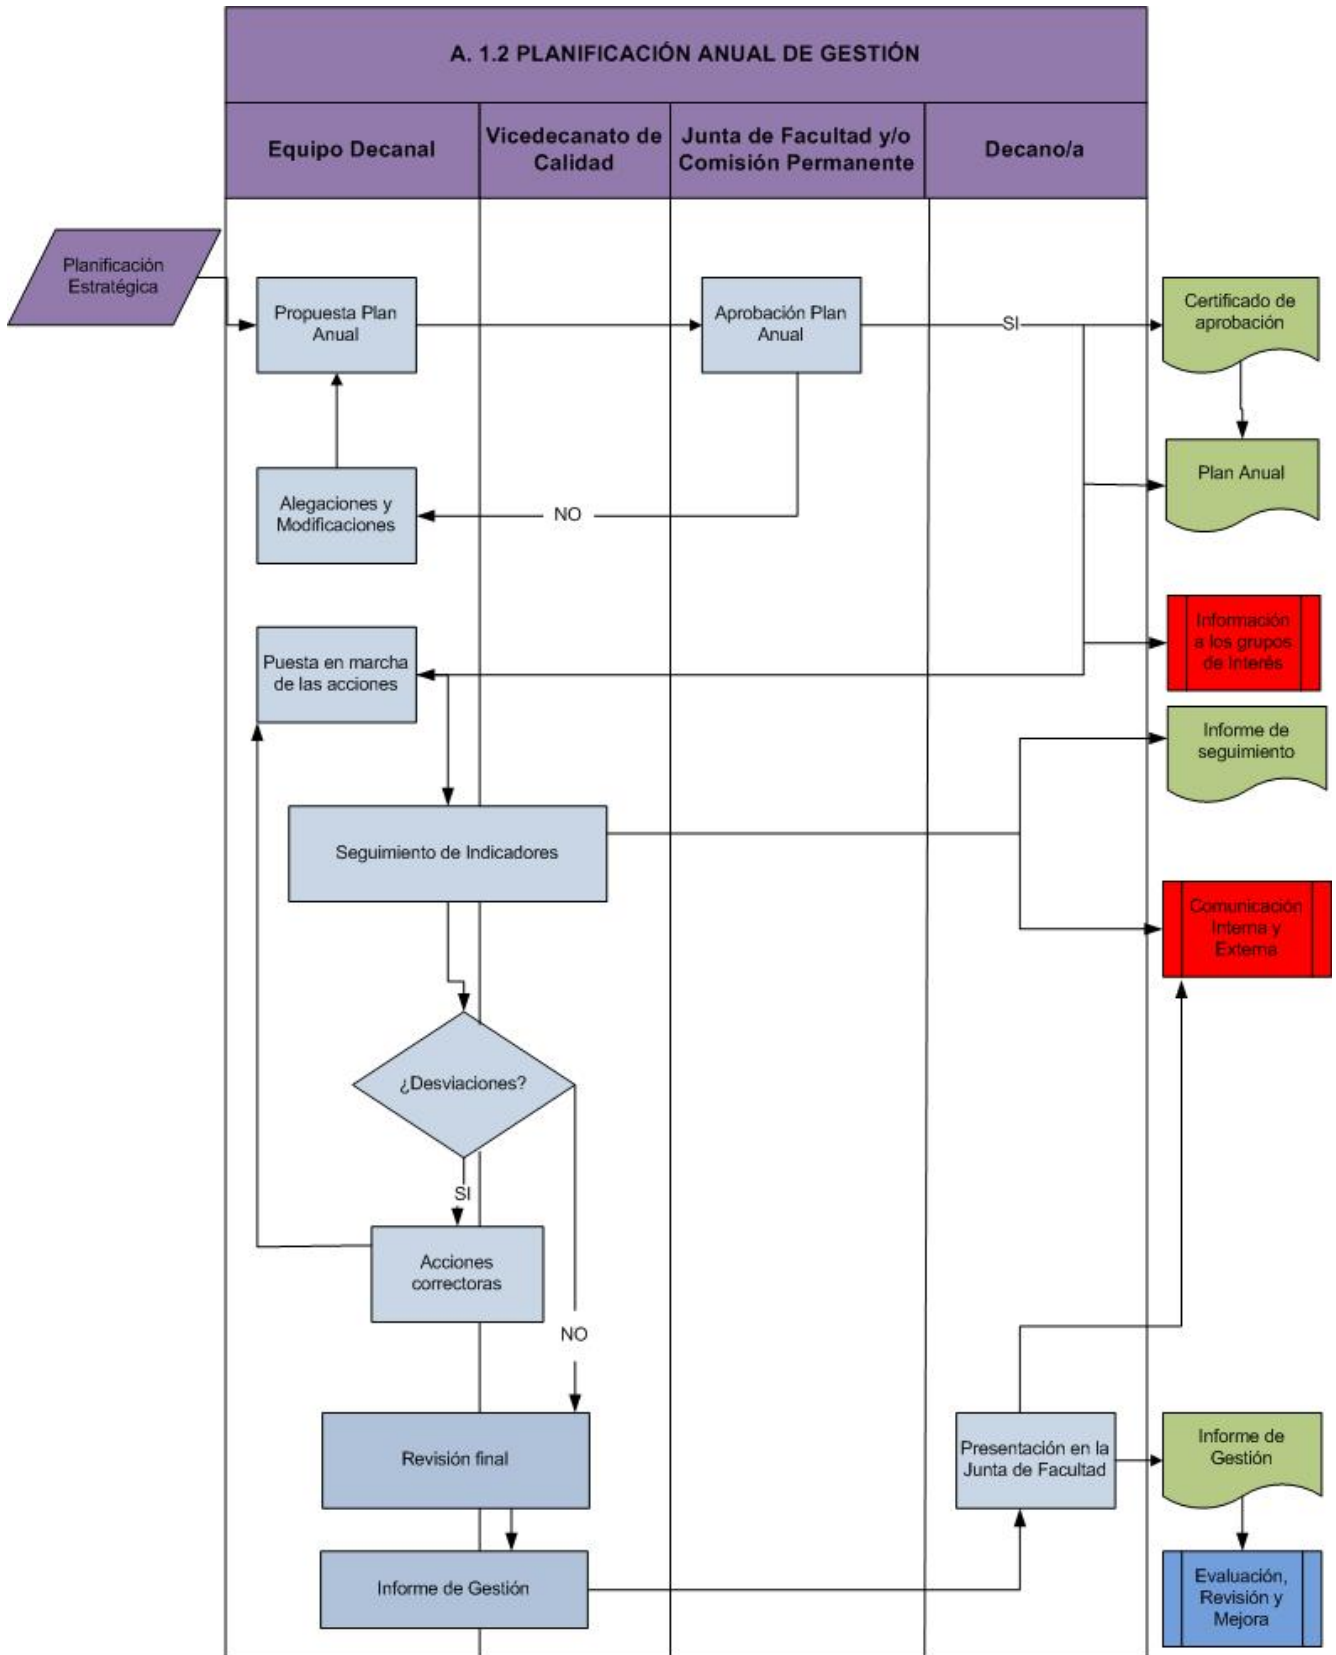 A. 1.2 PLANIFICACIÓN ANUAL DE GESTIÓN
Equipo Decanal
Vicedecanato de
Calidad
Junta de Facultad y/o
Comisión Permanente
Decano/a
Planificación
Estratégica
Propuesta Plan
Anual
Aprobación Plan
Anual
SI
Certificado de
aprobación
Plan Anual
Alegaciones y
Modificaciones
NO
Información
a los grupos
de Interés
Puesta en marcha
de las acciones
Informe de
seguimiento
Seguimiento de Indicadores
Comunicación
Interna y
Externa
¿Desviaciones?
SI
Acciones
correctoras
NO
Revisión final
Presentación en la
Junta de Facultad
Informe de
Gestión
Informe de Gestión
Evaluación,
Revisión y
Mejora